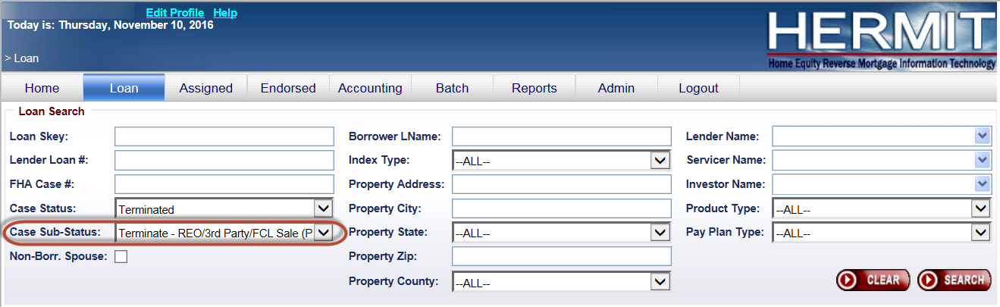 Edit Profile Help
Today is: Thursday, November 10, 2016
HERMIT
Home Equity Reverse Mortgage Information Technology
> Loan
Home Loan Assigned Endorsed Accounting Batch Reports Admin Logout
Loan Search
Loan Skey: Borrower LName: Lender Name:
Lender Loan #: Index Type: --ALL-- Servicer Name:
FHA Case #: Property Address: Investor Name:
Case Status: Terminated Property City: Product Type: --ALL--
Case Sub-Status: Terminate - REO/3rd Party/FCL Sale (P Property State: --ALL-- Pay Plan Type: --ALL--
Non-Borr. Spouse: Property Zip:
Property County: --ALL-- CLEAR SEARCH